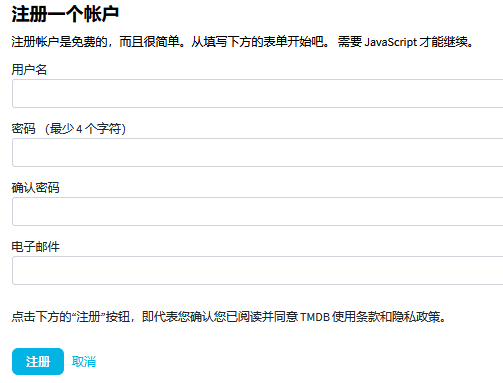 注册一个帐户
注册帐户是免费的，而且很简单。从填写下方的表单开始吧。 需要 JavaScript 才能继续。
用户名
密码 （最少 4 个字符）
确认密码
电子邮件
点击下方的“注册”按钮，即代表您确认您已阅读并同意 TMDB 使用条款和隐私政策。
注册 取消